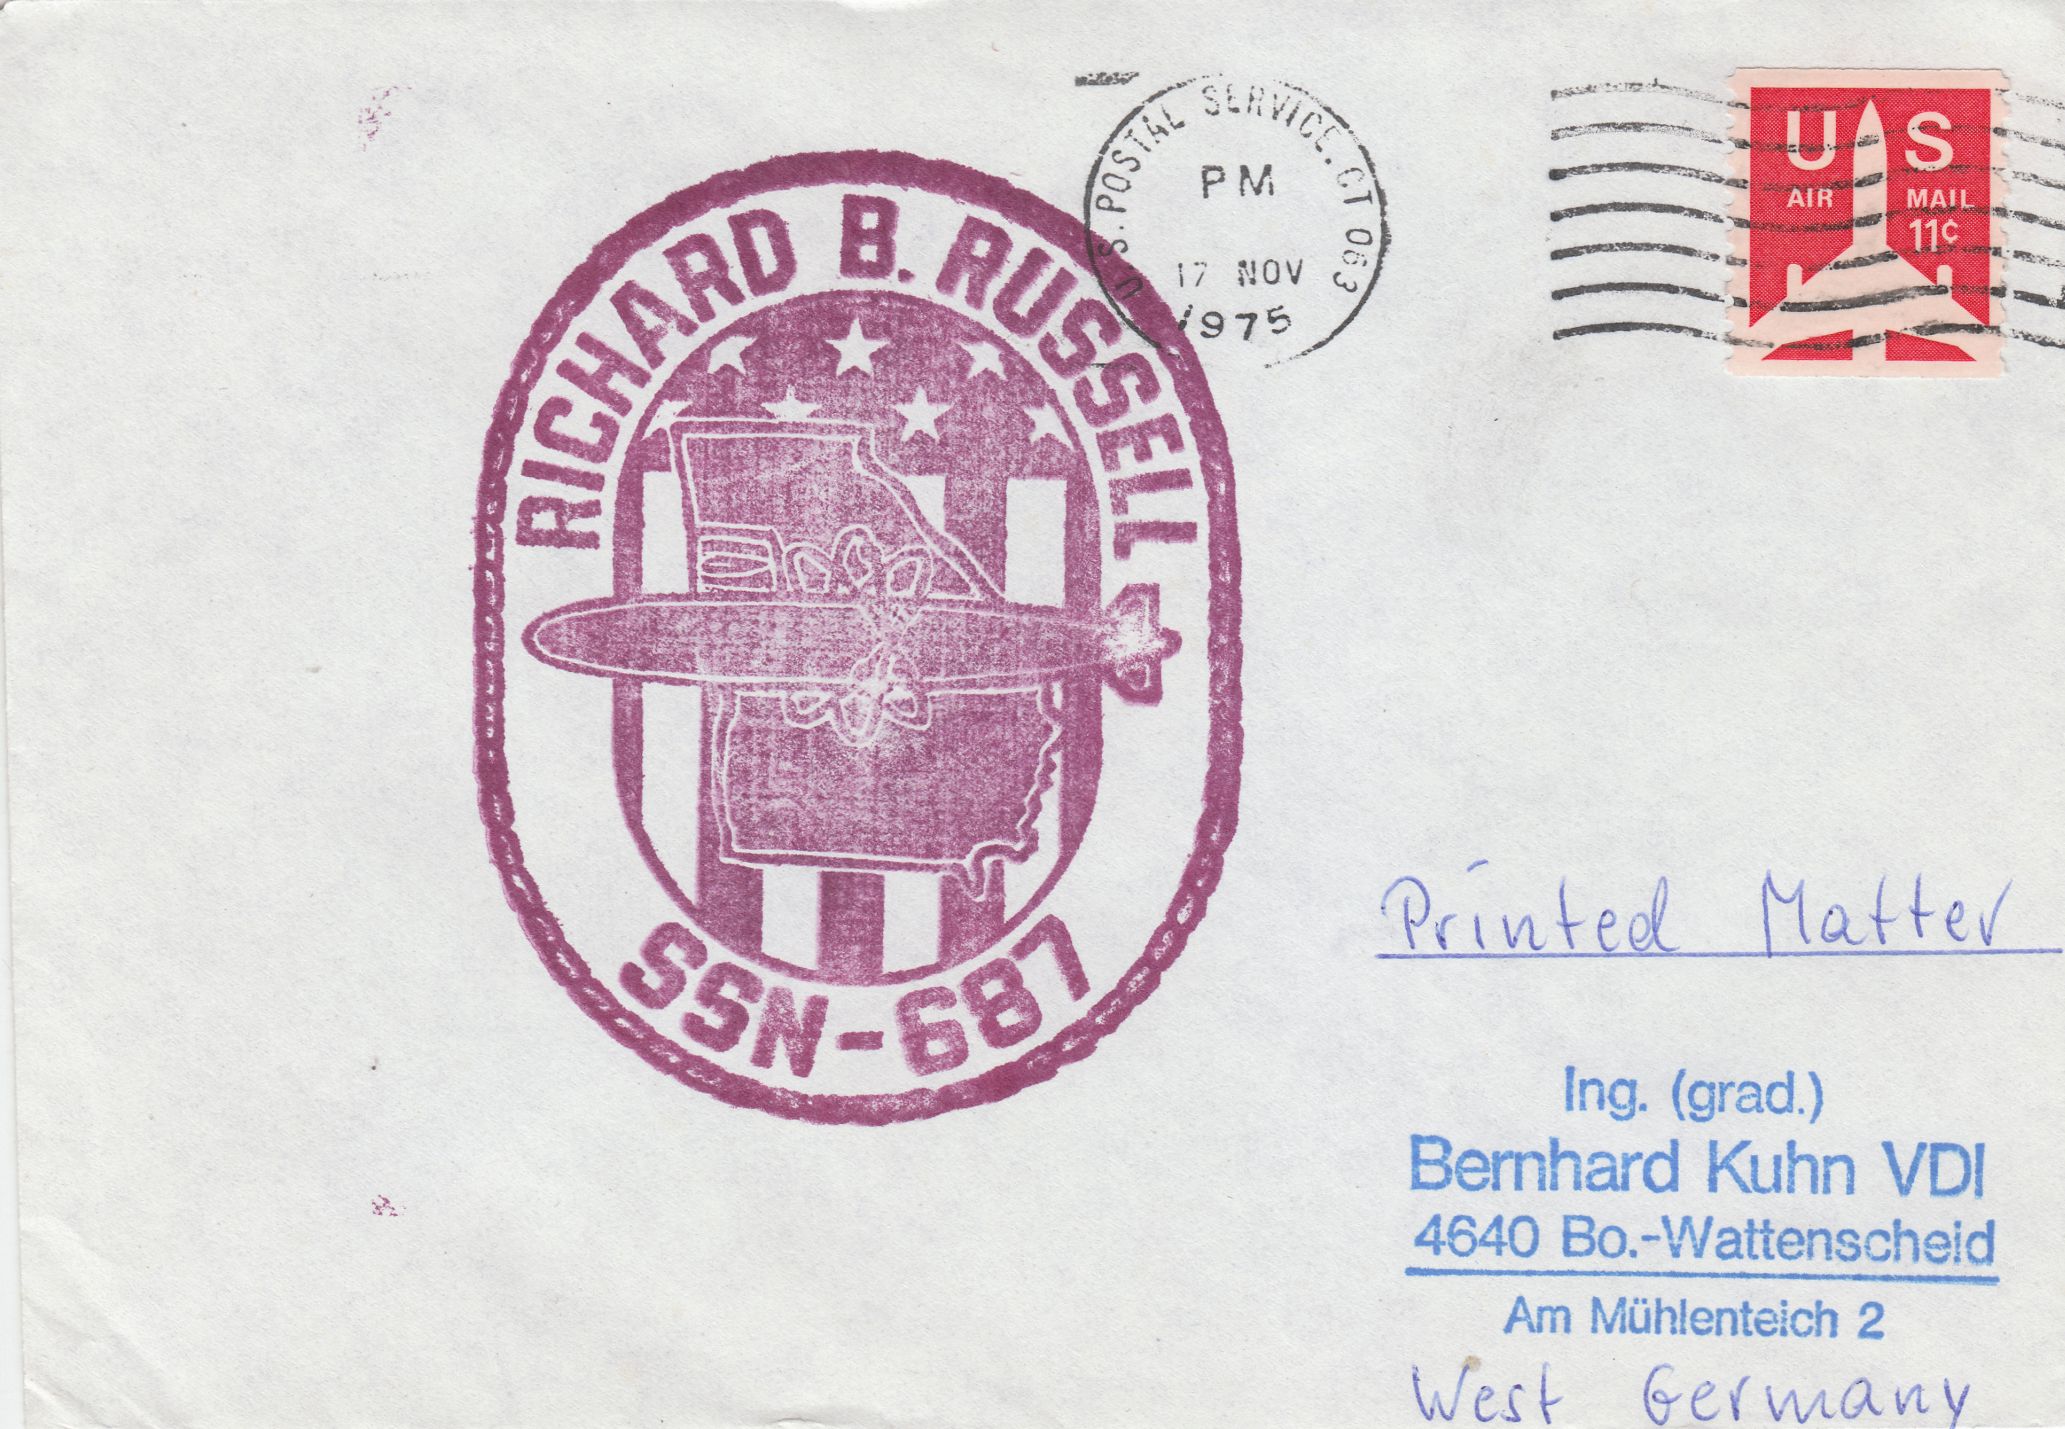 RICHARD B. RUSSELL
SSN-687
U.S. POSTAL SERVICE. CT 063
PM
17 NOV
1975
U S
AIR MAIL
11¢
Printed Matter
Ing. (grad.)
Bernhard Kuhn VDI
4640 Bo.-Wattenscheid
Am Mühlenteich 2
West Germany